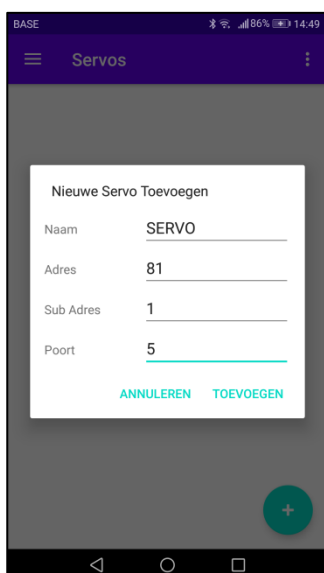 BASE 86% 14:49
Servos
Nieuwe Servo Toevoegen
Naam SERVO
Adres 81
Sub Adres 1
Poort 5
ANNULEREN TOEVOEGEN
+